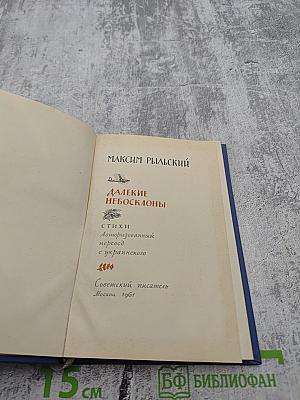 МАКСИМ РЫЛЬСКИЙ
ДАЛЕКИЕ
НЕБОСКЛОНЫ
СТИХИ
Авторизованный
перевод
с украинского
Советский писатель
Москва 1961
15 см
БФ БИБЛИОФАН